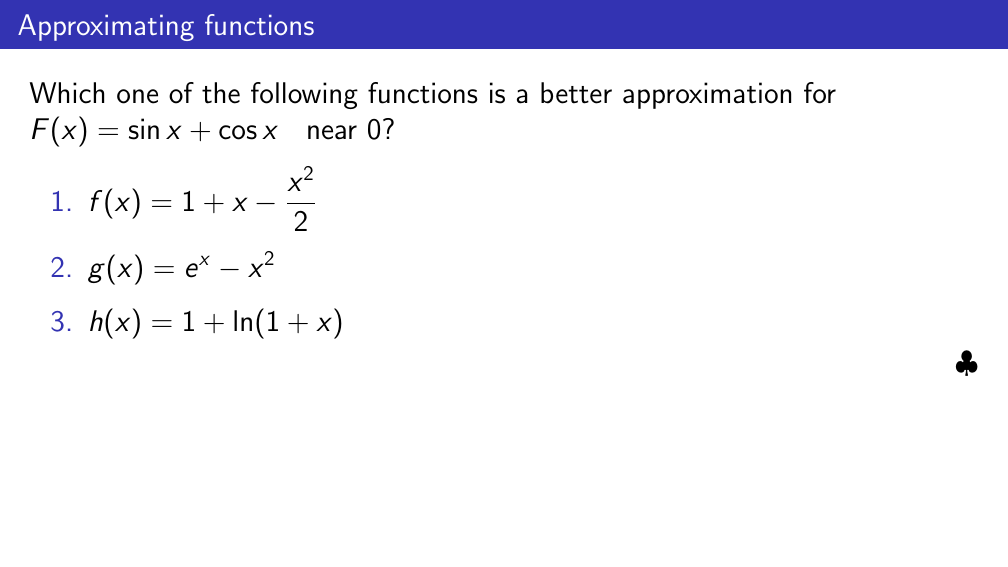 Approximating functions
Which one of the following functions is a better approximation for
F(x) = sin x + cos x near 0?
1. f(x) = 1 + x − x²/2
2. g(x) = eˣ − x²
3. h(x) = 1 + ln(1 + x)
♣